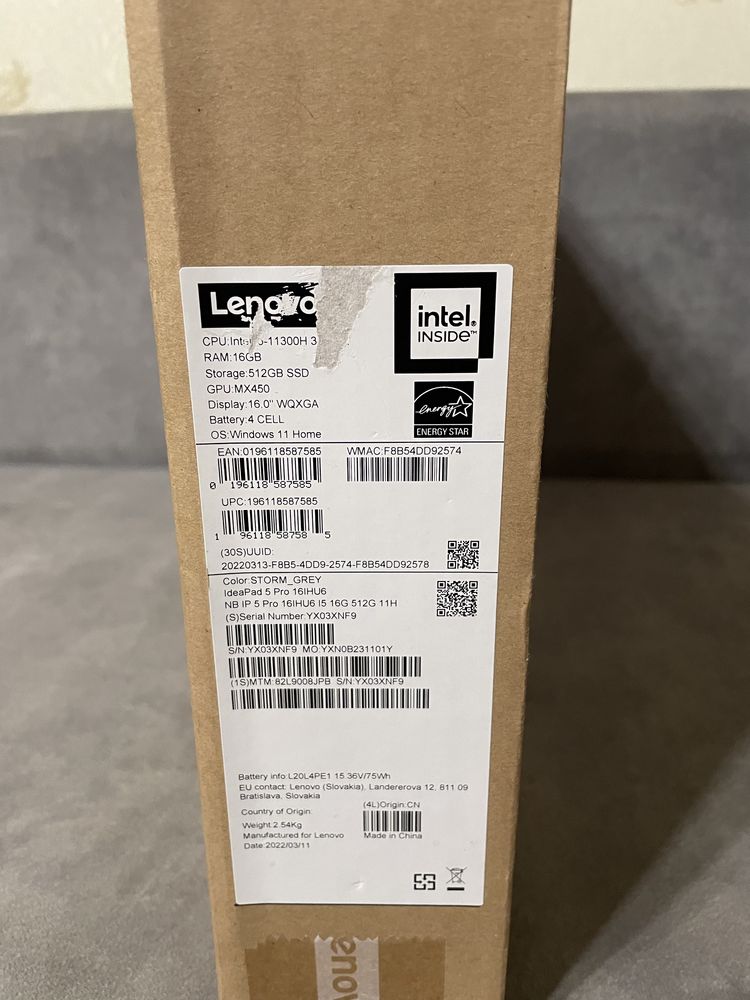 Lenovo
intel.
INSIDE™
CPU:Inte 5-11300H 3
RAM:16GB
Storage:512GB SSD
GPU:MX450
Display:16.0" WQXGA
Battery:4 CELL
OS:Windows 11 Home
energy
ENERGY STAR
EAN:0196118587585
WMAC:F8B54DD92574
0 196118 587585
UPC:196118587585
1 96118 58758 5
(30S)UUID:
20220313-F8B5-4DD9-2574-F8B54DD92578
Color:STORM_GREY
IdeaPad 5 Pro 16IHU6
NB IP 5 Pro 16IHU6 I5 16G 512G 11H
(S)Serial Number:YX03XNF9
S/N:YX03XNF9 MO:YXN0B231101Y
(1S)MTM:82L9008JPB S/N:YX03XNF9
Battery info:L20L4PE1 15.36V/75Wh
EU contact: Lenovo (Slovakia), Landererova 12, 811 09
Bratislava, Slovakia
(4L)Origin:CN
Country of Origin:
Weight:2.54Kg
Manufactured for Lenovo
Made in China
Date:2022/03/11
enov